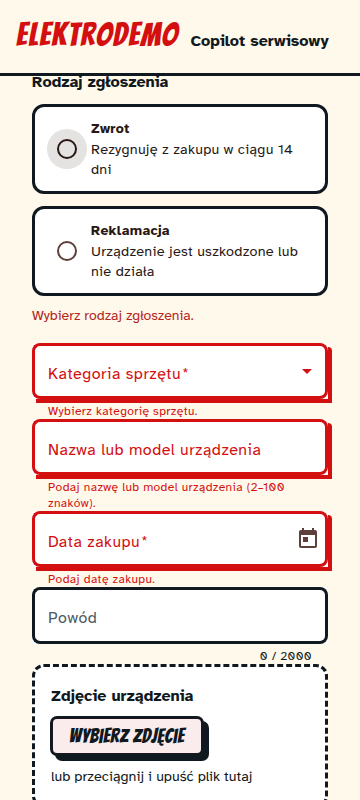 ELEKTRODEMO Copilot serwisowy
Rodzaj zgłoszenia
Zwrot
Rezygnuję z zakupu w ciągu 14
dni
Reklamacja
Urządzenie jest uszkodzone lub
nie działa
Wybierz rodzaj zgłoszenia.
Kategoria sprzętu*
Wybierz kategorię sprzętu.
Nazwa lub model urządzenia
Podaj nazwę lub model urządzenia (2–100
znaków).
Data zakupu*
Podaj datę zakupu.
Powód
0 / 2000
Zdjęcie urządzenia
WYBIERZ ZDJĘCIE
lub przeciągnij i upuść plik tutaj